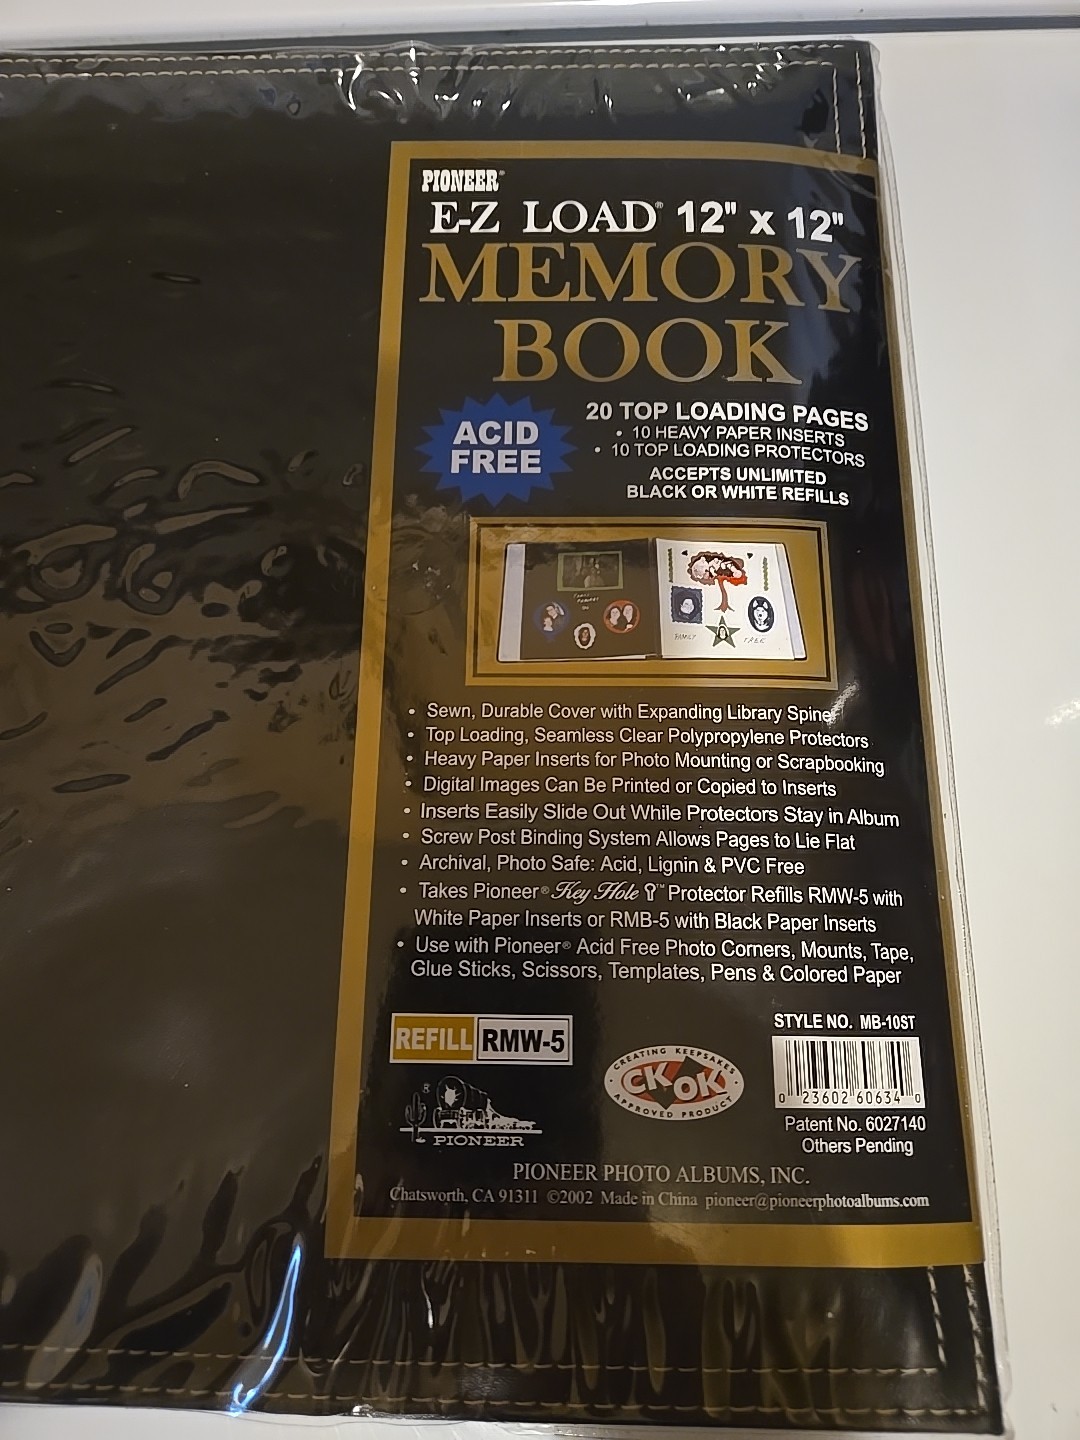 PIONEER®
E-Z LOAD® 12" x 12"
MEMORY
BOOK
ACID
FREE
20 TOP LOADING PAGES
• 10 HEAVY PAPER INSERTS
• 10 TOP LOADING PROTECTORS
ACCEPTS UNLIMITED
BLACK OR WHITE REFILLS
FAMILY TREE
• Sewn, Durable Cover with Expanding Library Spine
• Top Loading, Seamless Clear Polypropylene Protectors
• Heavy Paper Inserts for Photo Mounting or Scrapbooking
• Digital Images Can Be Printed or Copied to Inserts
• Inserts Easily Slide Out While Protectors Stay in Album
• Screw Post Binding System Allows Pages to Lie Flat
• Archival, Photo Safe: Acid, Lignin & PVC Free
• Takes Pioneer® Key Hole™ Protector Refills RMW-5 with
White Paper Inserts or RMB-5 with Black Paper Inserts
• Use with Pioneer® Acid Free Photo Corners, Mounts, Tape,
Glue Sticks, Scissors, Templates, Pens & Colored Paper
REFILL RMW-5
®
PIONEER
CREATING KEEPSAKES
CK OK
APPROVED PRODUCT
STYLE NO. MB-10ST
0 23602 60634 0
Patent No. 6027140
Others Pending
PIONEER PHOTO ALBUMS, INC.
Chatsworth, CA 91311 ©2002 Made in China pioneer@pioneerphotoalbums.com